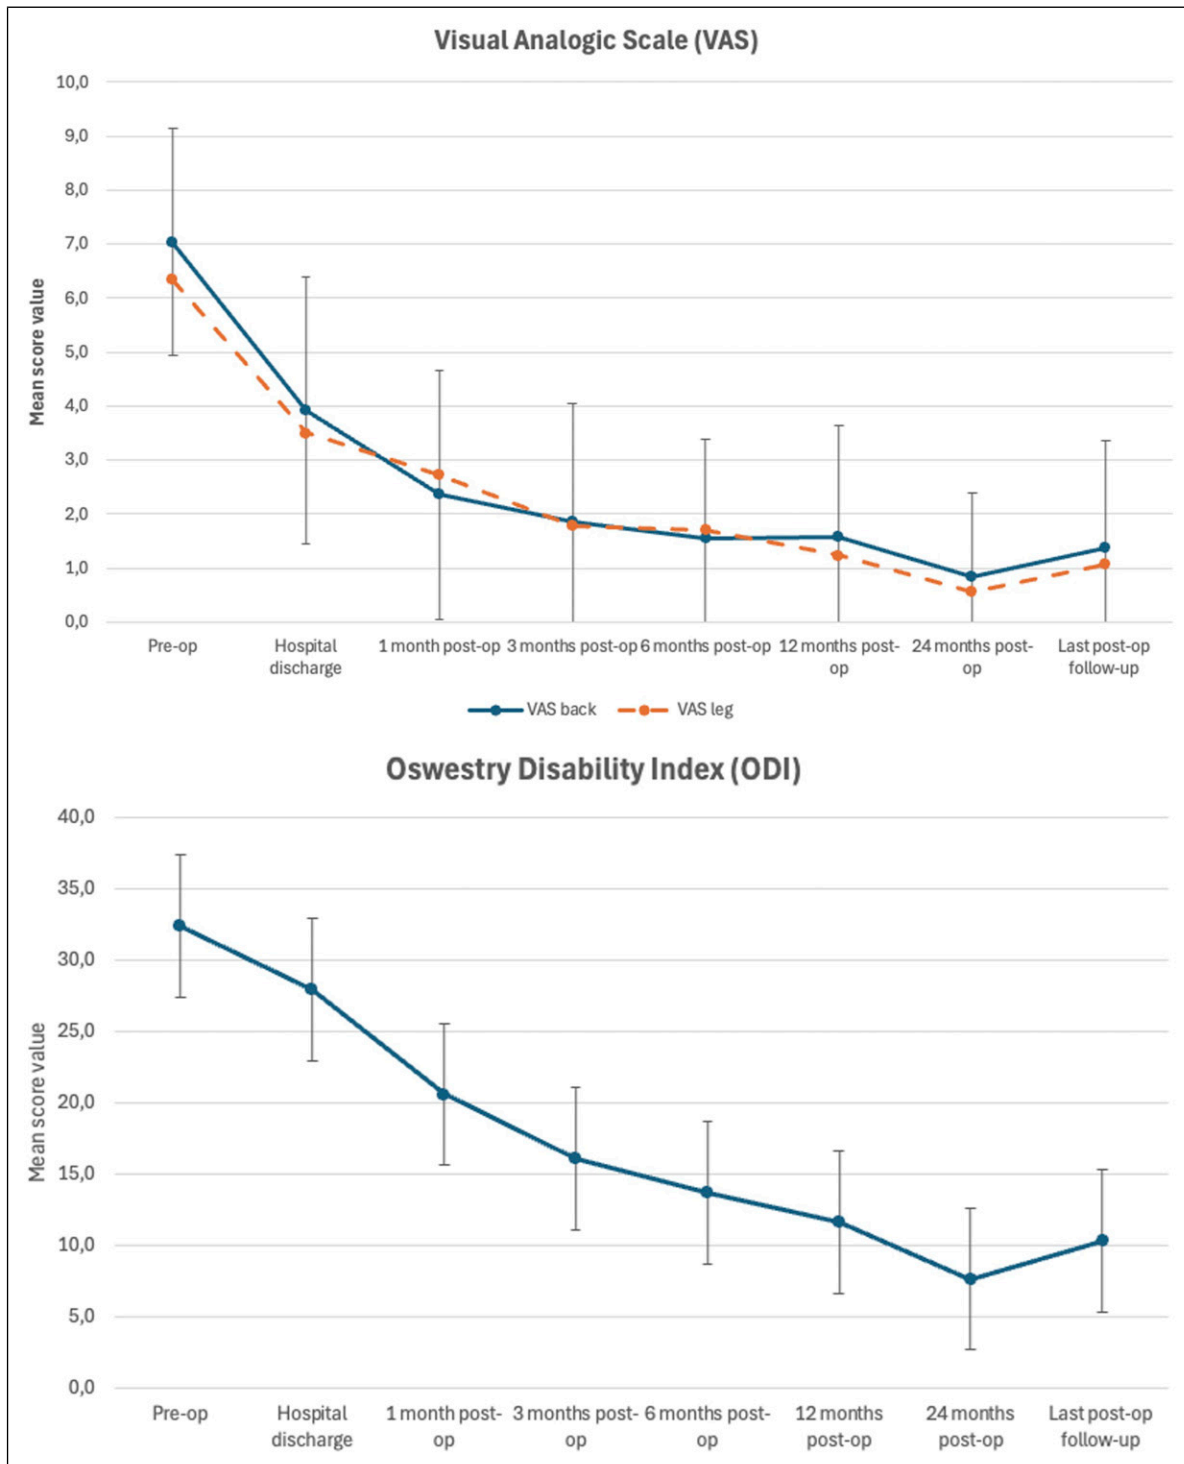 Visual Analogic Scale (VAS)
10,0
9,0
8,0
7,0
6,0
5,0
4,0
3,0
2,0
1,0
0,0
Mean score value
Pre-op
Hospital
discharge
1 month post-op
3 months post-op
6 months post-op
12 months post-
op
24 months post-
op
Last post-op
follow-up
VAS back
VAS leg
Oswestry Disability Index (ODI)
40,0
35,0
30,0
25,0
20,0
15,0
10,0
5,0
0,0
Mean score value
Pre-op
Hospital
discharge
1 month post-
op
3 months post-
op
6 months post-
op
12 months
post-op
24 months
post-op
Last post-op
follow-up